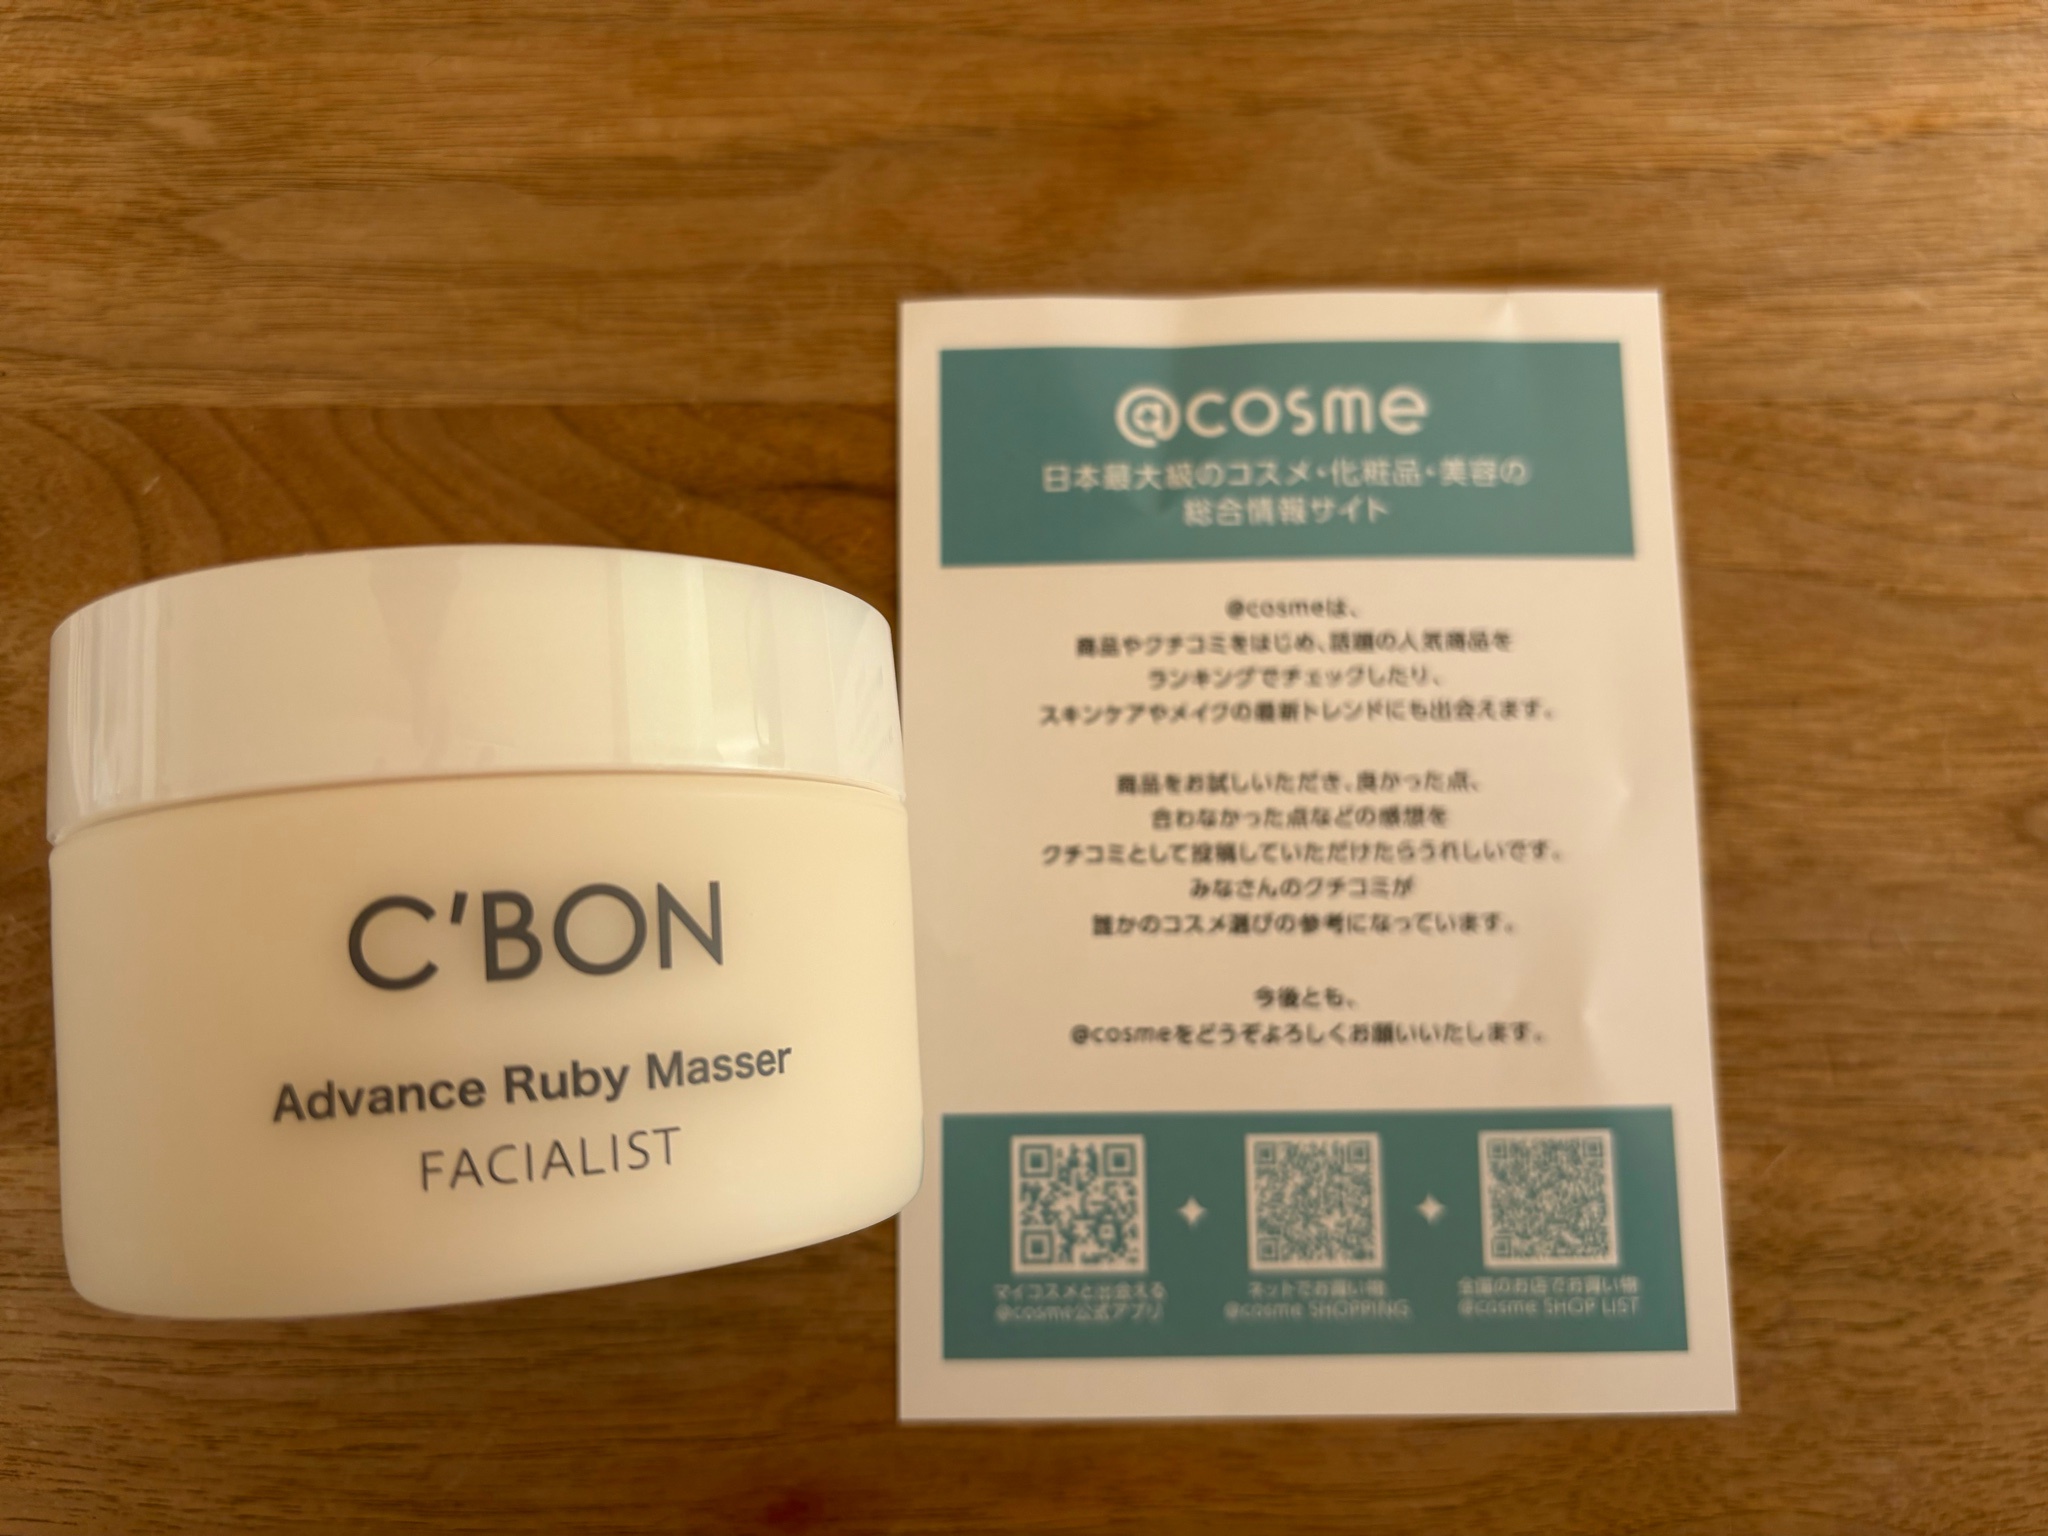 C'BON
Advance Ruby Masser
FACIALIST
@cosme
日本最大級のコスメ・化粧品・美容の
総合情報サイト
@cosmeは、
商品やクチコミをはじめ、話題の人気商品を
ランキングでチェックしたり、
スキンケアやメイクの最新トレンドにも出会えます。
商品をお試しいただき、良かった点、
合わなかった点などの感想を
クチコミとして投稿していただけたらうれしいです。
みなさんのクチコミが
誰かのコスメ選びの参考になっています。
今後とも、
@cosmeをどうぞよろしくお願いいたします。
マイコスメと出会える
@cosme公式アプリ
ネットでお買い物
@cosme SHOPPING
全国のお店でお買い物
@cosme SHOP LIST